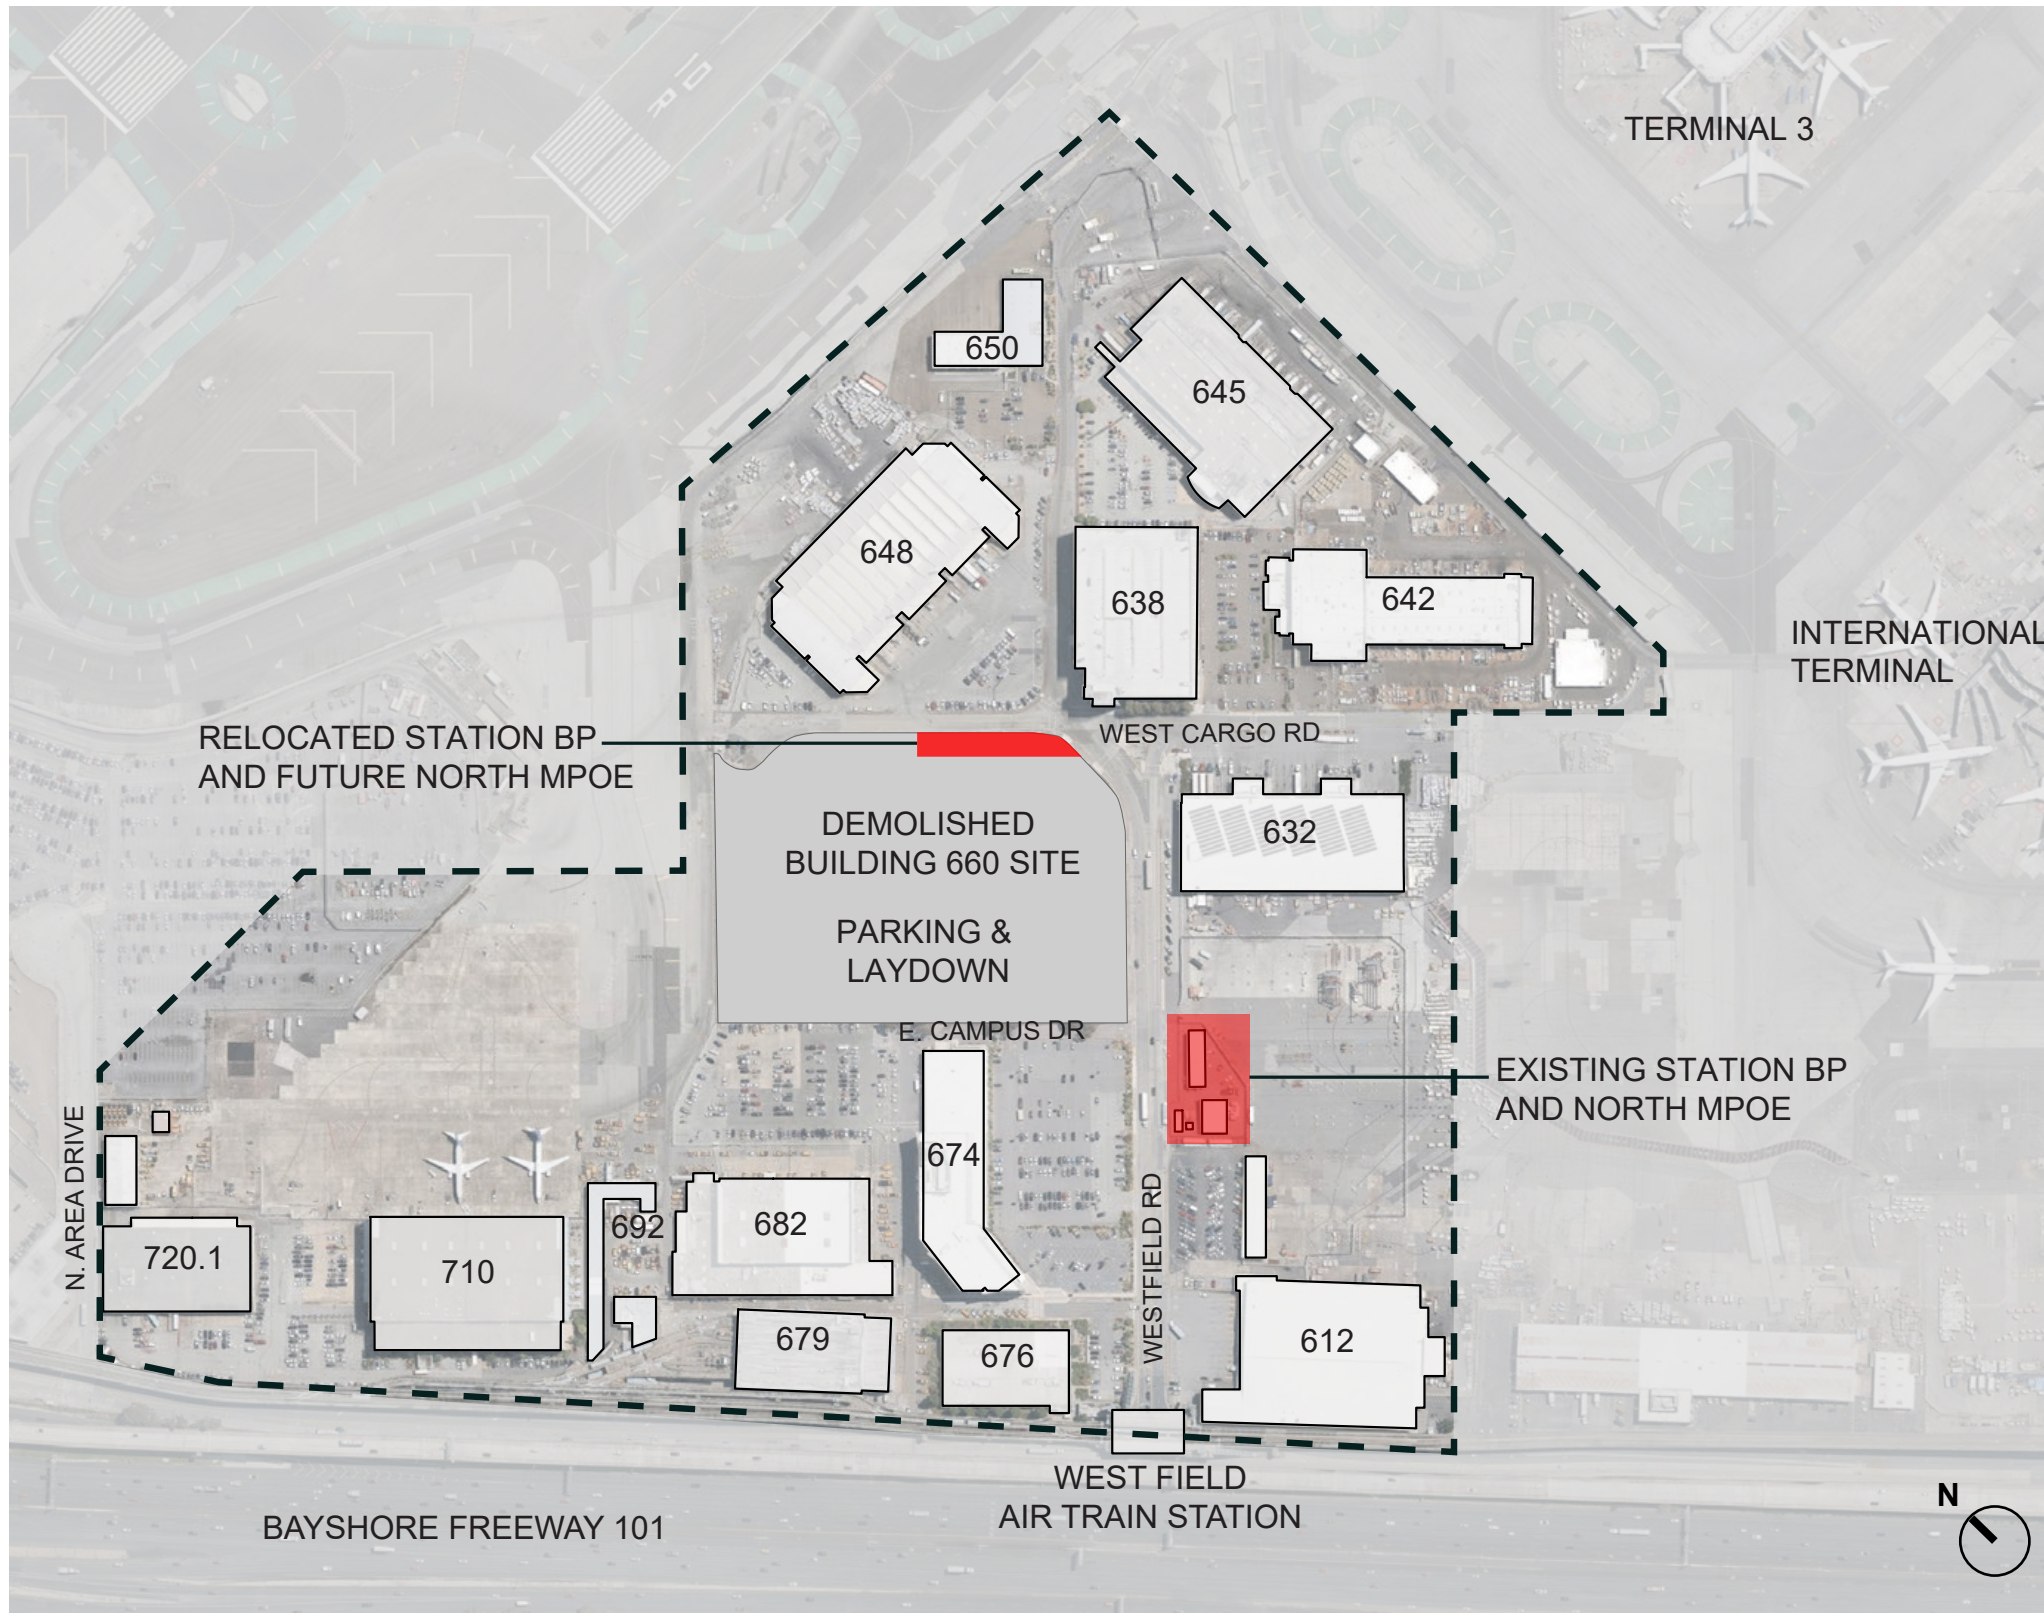 TERMINAL 3
10 R
650
645
648
638
642
INTERNATIONAL
TERMINAL
RELOCATED STATION BP
AND FUTURE NORTH MPOE
WEST CARGO RD
DEMOLISHED
BUILDING 660 SITE
PARKING &
LAYDOWN
632
E. CAMPUS DR
EXISTING STATION BP
AND NORTH MPOE
N. AREA DRIVE
674
WESTFIELD RD
720.1
710
692
682
679
676
612
WEST FIELD
AIR TRAIN STATION
BAYSHORE FREEWAY 101
N